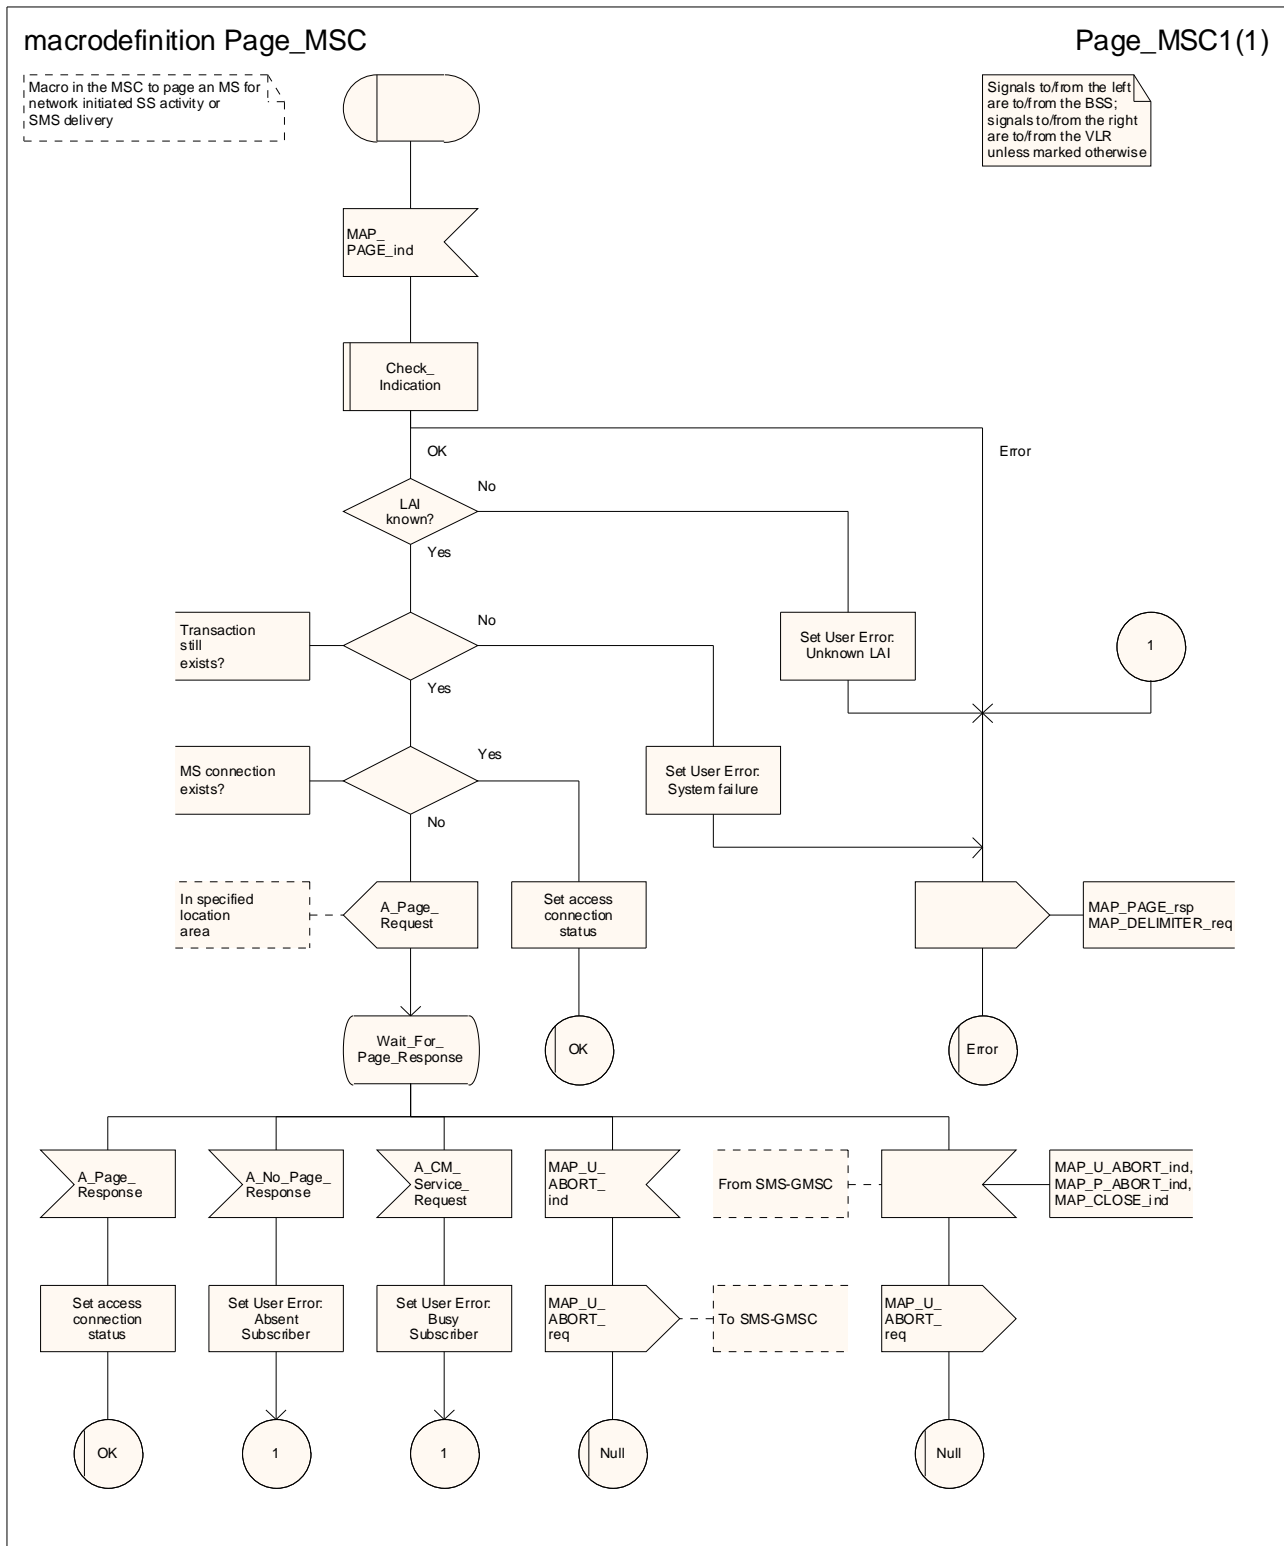 macrodefinition Page_MSC
Page_MSC1(1)
Macro in the MSC to page an MS for
network initiated SS activity or
SMS delivery
Signals to/from the left
are to/from the BSS;
signals to/from the right
are to/from the VLR
unless marked otherwise
MAP_
PAGE_ind
Check_
Indication
OK
Error
No
LAI
known?
Yes
Transaction
still
exists?
No
Set User Error:
Unknown LAI
1
Yes
MS connection
exists?
Yes
Set User Error:
System failure
No
In specified
location
area
A_Page_
Request
Set access
connection
status
MAP_PAGE_rsp
MAP_DELIMITER_req
Wait_For_
Page_Response
OK
Error
A_Page_
Response
A_No_Page_
Response
A_CM_
Service_
Request
MAP_U_
ABORT_
ind
From SMS-GMSC
MAP_U_ABORT_ind,
MAP_P_ABORT_ind,
MAP_CLOSE_ind
Set access
connection
status
Set User Error:
Absent
Subscriber
Set User Error:
Busy
Subscriber
MAP_U_
ABORT_
req
To SMS-GMSC
MAP_U_
ABORT_
req
OK
1
1
Null
Null